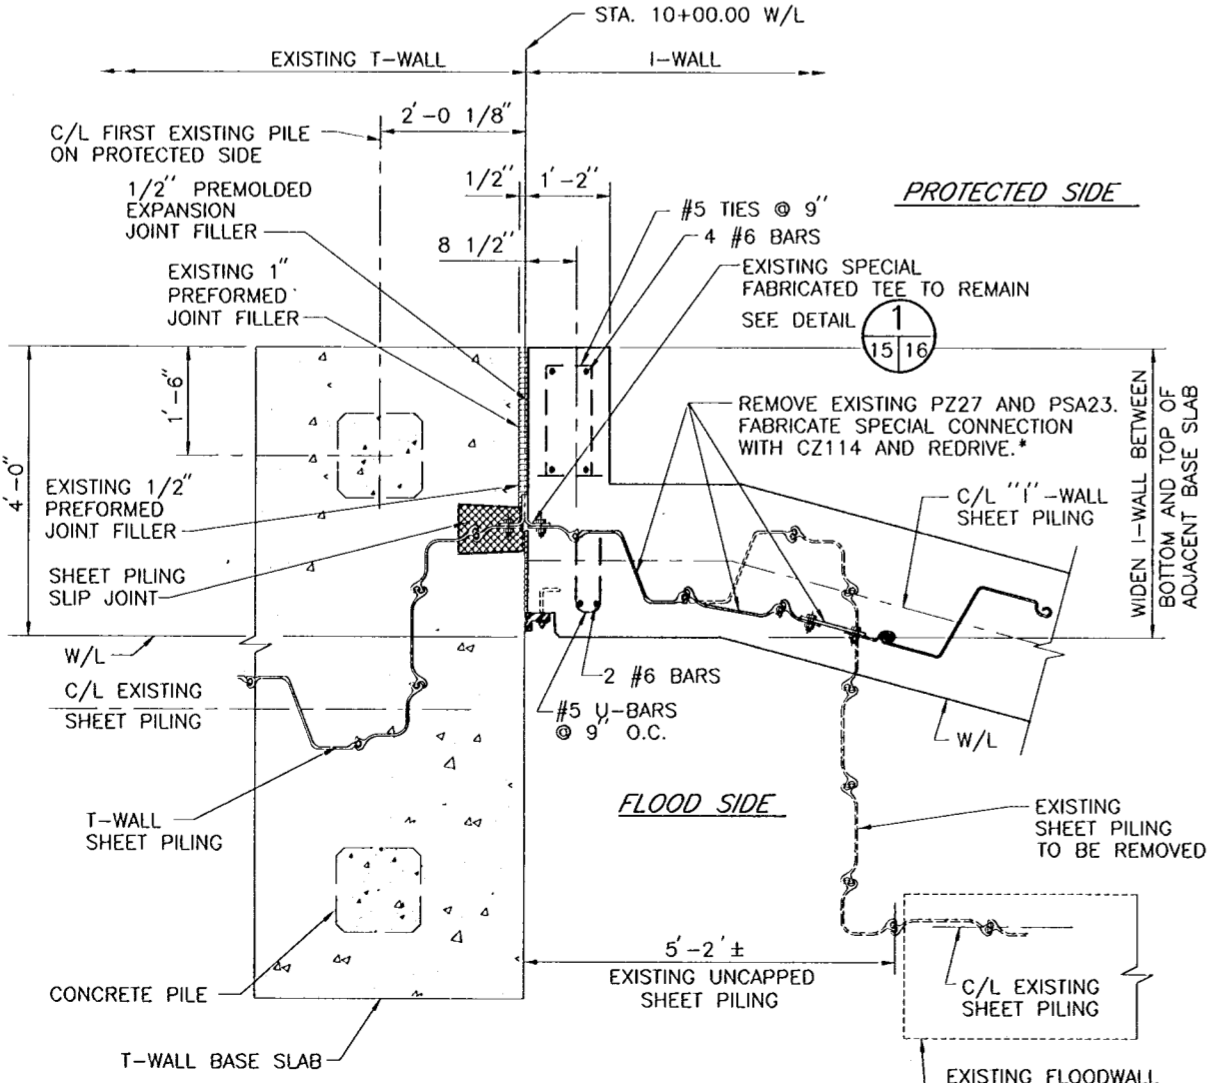 STA. 10+00.00 W/L
EXISTING T-WALL
I-WALL
2'-0 1/8"
C/L FIRST EXISTING PILE
ON PROTECTED SIDE
1/2"
1'-2"
PROTECTED SIDE
1/2" PREMOLDED
EXPANSION
JOINT FILLER
#5 TIES @ 9"
4 #6 BARS
8 1/2"
EXISTING SPECIAL
FABRICATED TEE TO REMAIN
SEE DETAIL
1
15 16
EXISTING 1"
PREFORMED
JOINT FILLER
1'-6"
4'-0"
REMOVE EXISTING PZ27 AND PSA23.
FABRICATE SPECIAL CONNECTION
WITH CZ114 AND REDRIVE.*
WIDEN I-WALL BETWEEN
BOTTOM AND TOP OF
ADJACENT BASE SLAB
EXISTING 1/2"
PREFORMED
JOINT FILLER
C/L "I"-WALL
SHEET PILING
SHEET PILING
SLIP JOINT
W/L
C/L EXISTING
SHEET PILING
2 #6 BARS
#5 U-BARS
@ 9" O.C.
W/L
FLOOD SIDE
T-WALL
SHEET PILING
EXISTING
SHEET PILING
TO BE REMOVED
5'-2' ±
EXISTING UNCAPPED
SHEET PILING
C/L EXISTING
SHEET PILING
CONCRETE PILE
T-WALL BASE SLAB
EXISTING FLOODWALL